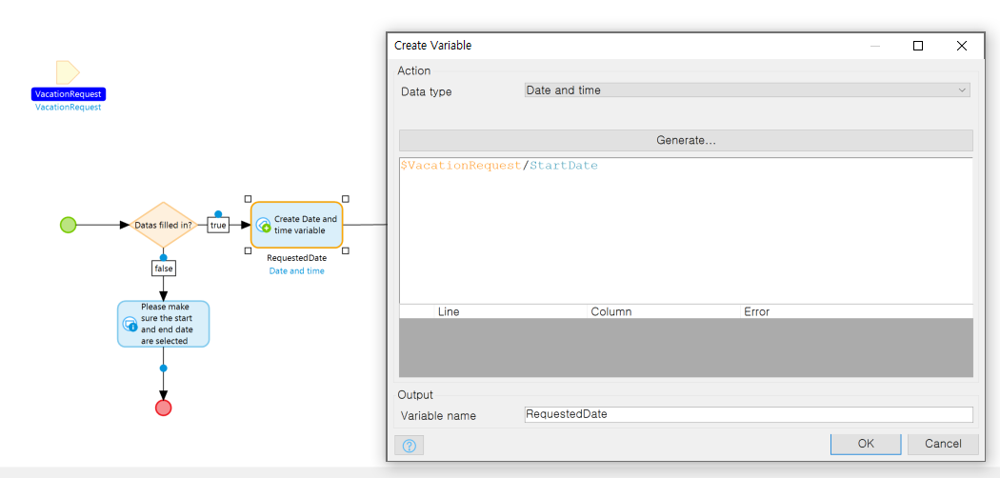 VacationRequest
VacationRequest
Datas filled in?
true
false
Create Date and
time variable
RequestedDate
Date and time
Please make
sure the start
and end date
are selected
Create Variable
Action
Data type
Date and time
Generate...
$VacationRequest/StartDate
Line Column Error
Output
Variable name
RequestedDate
?
OK Cancel